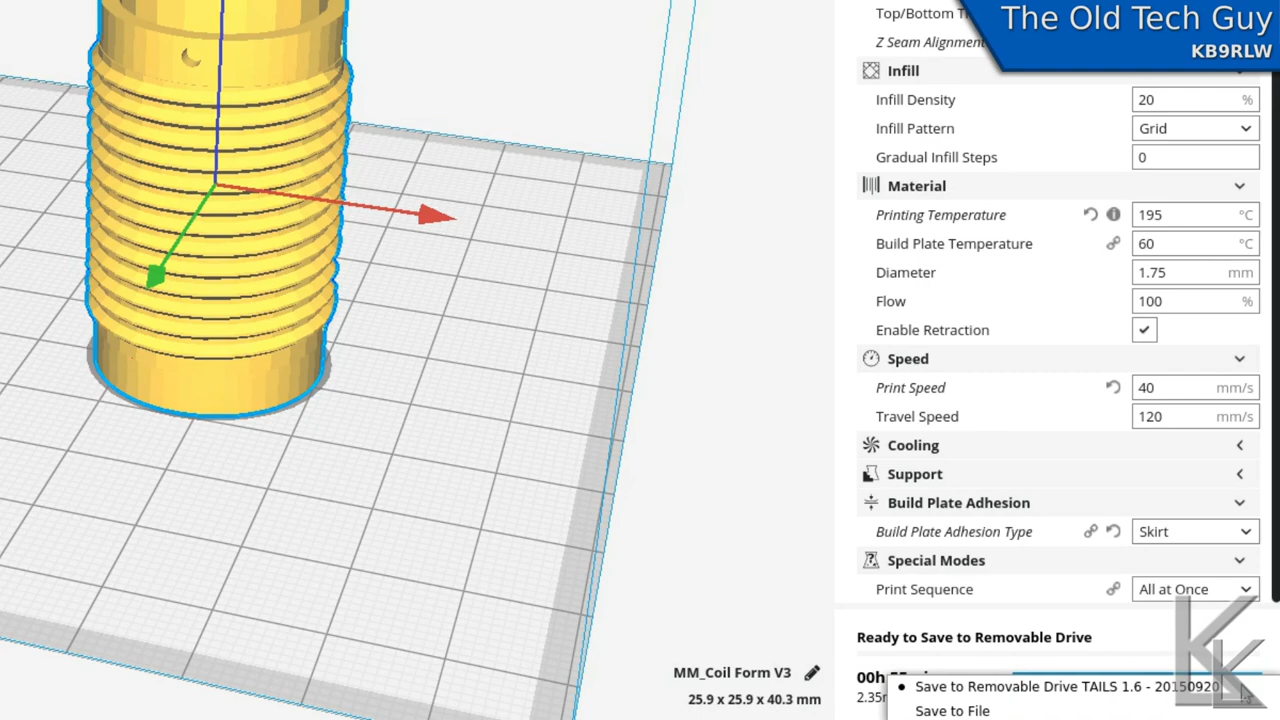 The Old Tech Guy
KB9RLW
Top/Bottom
Z Seam Alignment
Infill
Infill Density 20 %
Infill Pattern Grid
Gradual Infill Steps 0
Material
Printing Temperature 195 °C
Build Plate Temperature 60 °C
Diameter 1.75 mm
Flow 100 %
Enable Retraction
Speed
Print Speed 40 mm/s
Travel Speed 120 mm/s
Cooling
Support
Build Plate Adhesion
Build Plate Adhesion Type Skirt
Special Modes
Print Sequence All at Once
Ready to Save to Removable Drive
MM_Coil Form V3
25.9 x 25.9 x 40.3 mm
00h
Save to Removable Drive TAILS 1.6 - 20150920
Save to File
KK